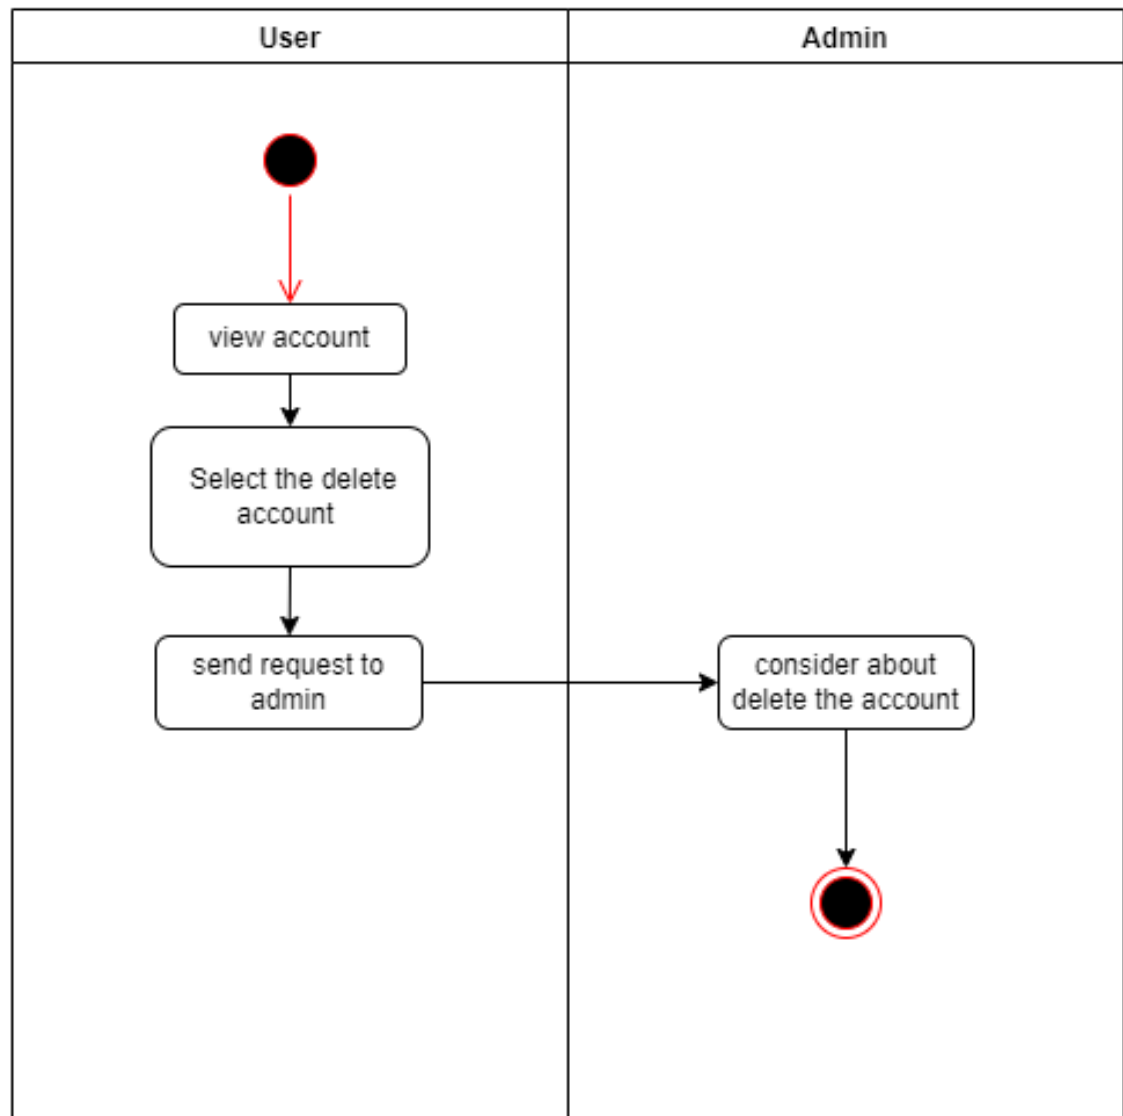 User
Admin
view account
Select the delete
account
send request to
admin
consider about
delete the account